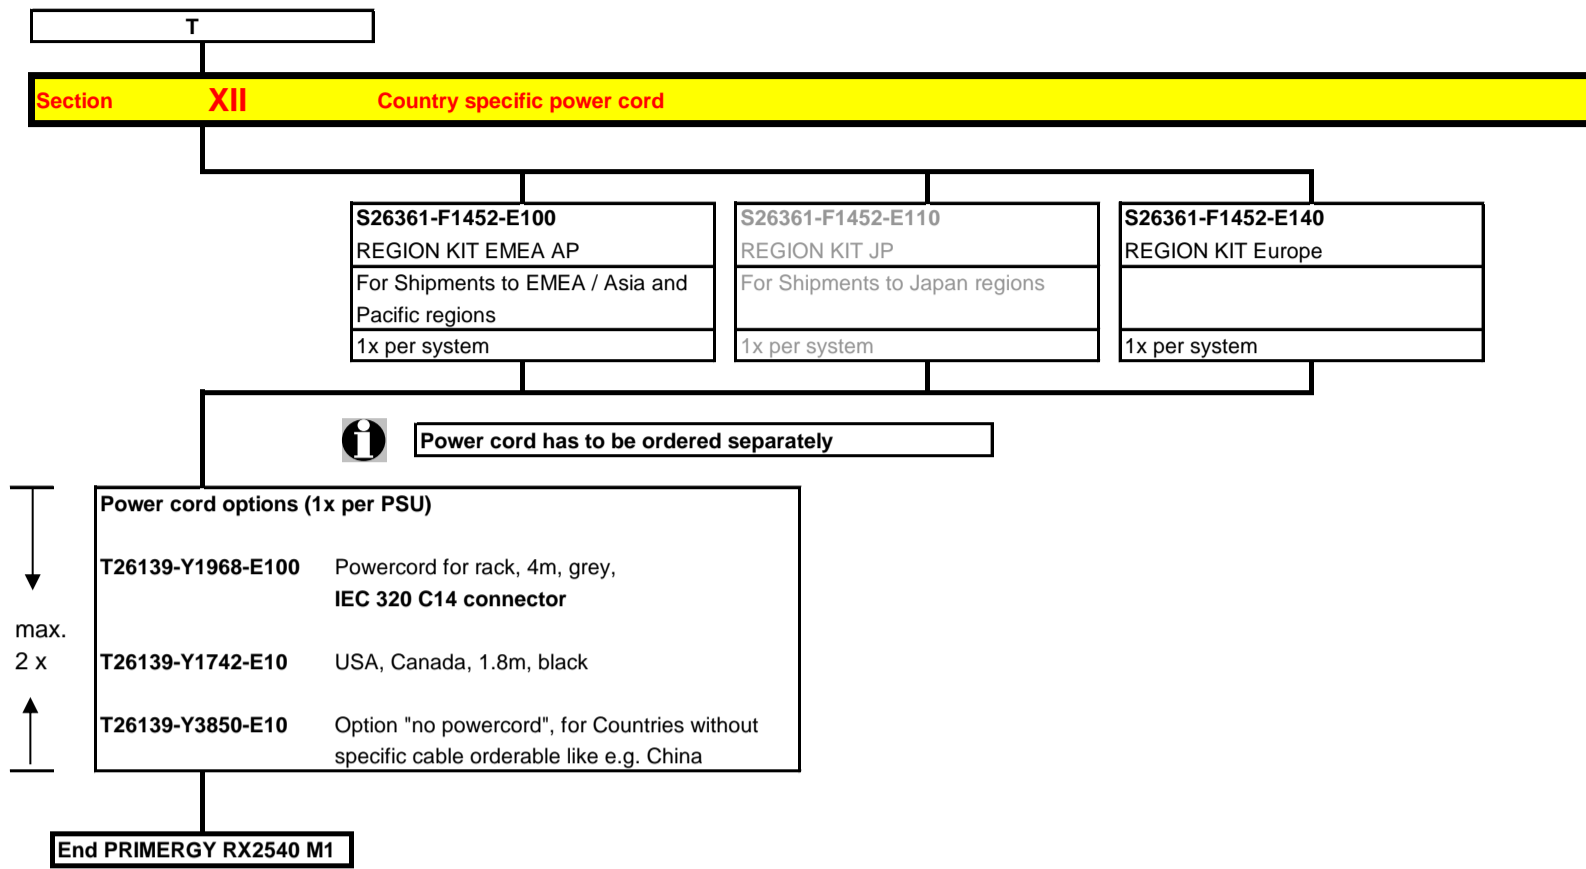 T
Section XII Country specific power cord
S26361-F1452-E100
REGION KIT EMEA AP
For Shipments to EMEA / Asia and
Pacific regions
1x per system
S26361-F1452-E110
REGION KIT JP
For Shipments to Japan regions
1x per system
S26361-F1452-E140
REGION KIT Europe
1x per system
i
Power cord has to be ordered separately
max.
2 x
Power cord options (1x per PSU)
T26139-Y1968-E100 Powercord for rack, 4m, grey,
IEC 320 C14 connector
T26139-Y1742-E10 USA, Canada, 1.8m, black
T26139-Y3850-E10 Option "no powercord", for Countries without
specific cable orderable like e.g. China
End PRIMERGY RX2540 M1